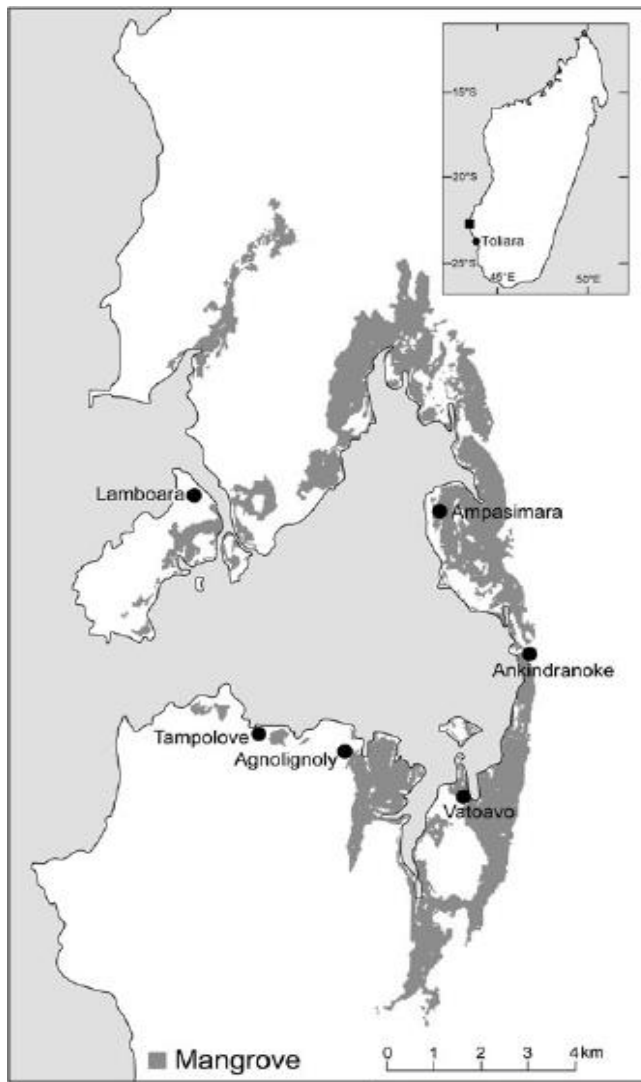 15°S
20°S
Toliara
25°S
45°E
50°E
Lamboara
Ampasimara
Ankindranoke
Tampolove
Agnolignoly
Vatoavo
Mangrove
0 1 2 3 4 km